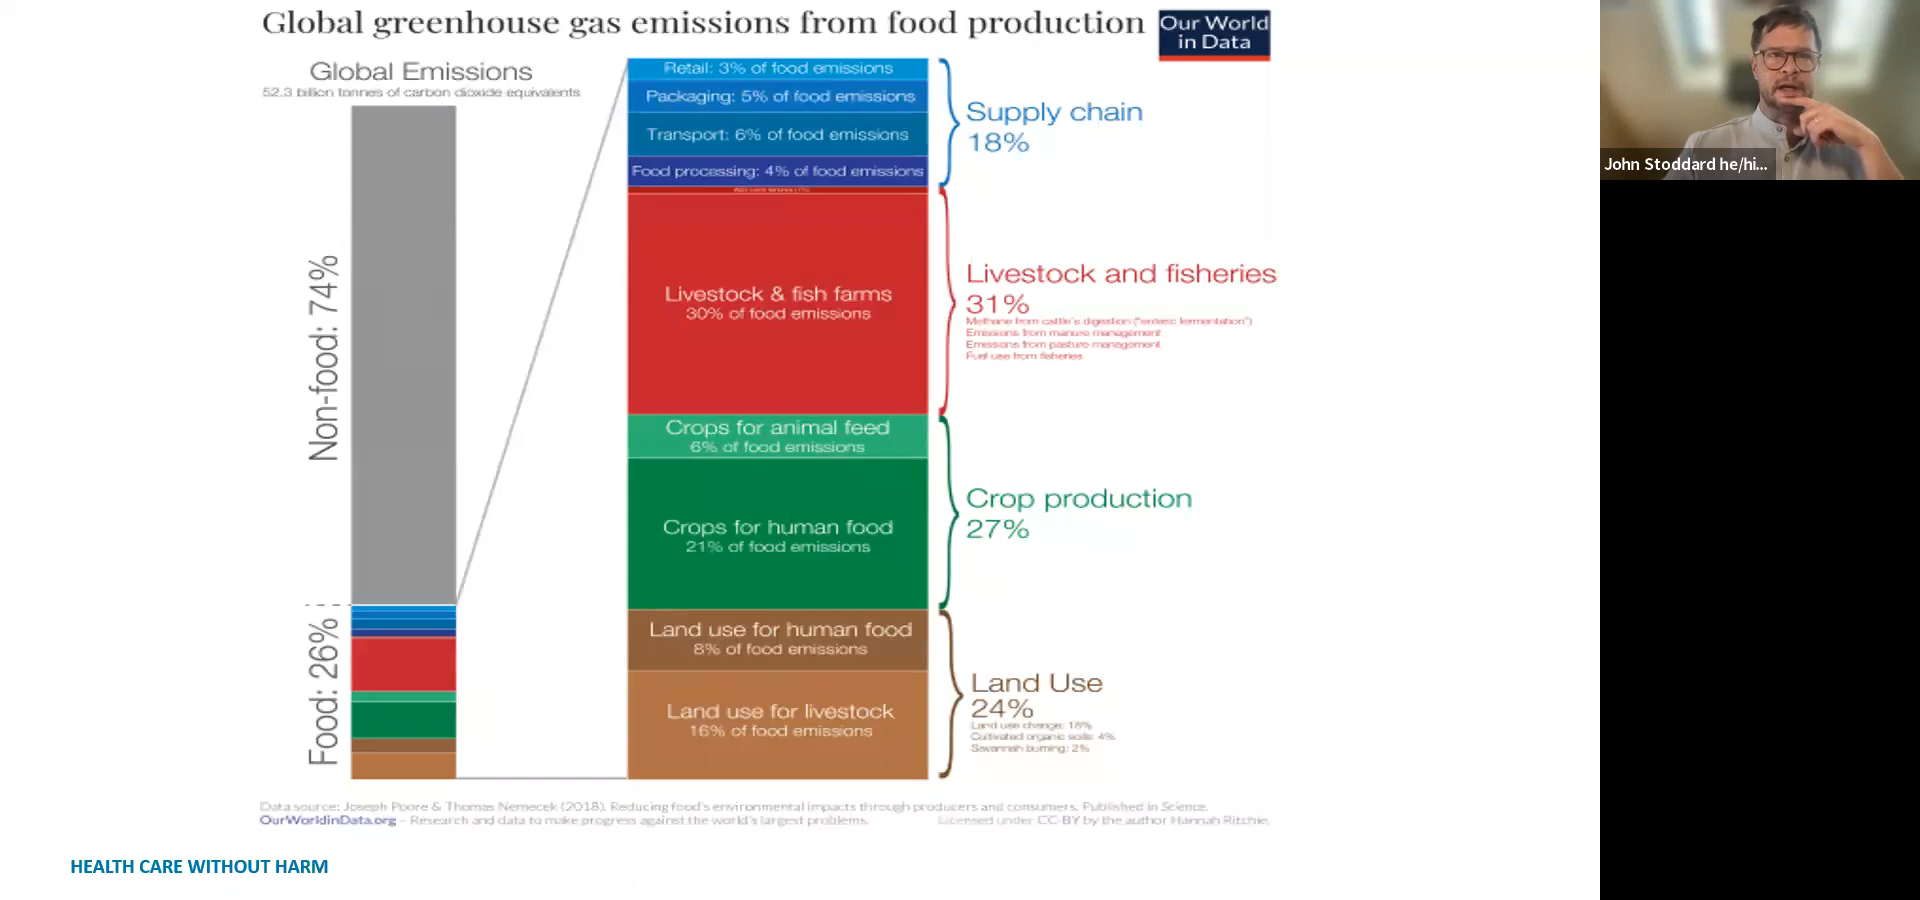 Global greenhouse gas emissions from food production
Our World
in Data
Global Emissions
52.3 billion tonnes of carbon dioxide equivalents
Non-food: 74%
Food: 26%
Retail: 3% of food emissions
Packaging: 5% of food emissions
Transport: 6% of food emissions
Food processing: 4% of food emissions
Livestock & fish farms
30% of food emissions
Crops for animal feed
6% of food emissions
Crops for human food
21% of food emissions
Land use for human food
8% of food emissions
Land use for livestock
16% of food emissions
Supply chain
18%
Livestock and fisheries
31%
Methane from cattle's digestion ("enteric fermentation")
Emissions from manure management
Emissions from pasture management
Fuel use from fisheries
Crop production
27%
Land Use
24%
Land use change: 18%
Cultivated organic soils: 4%
Savannah burning: 2%
Data source: Joseph Poore & Thomas Nemecek (2018). Reducing food's environmental impacts through producers and consumers. Published in Science.
OurWorldinData.org – Research and data to make progress against the world's largest problems.
Licensed under CC-BY by the author Hannah Ritchie.
HEALTH CARE WITHOUT HARM
John Stoddard he/hi...